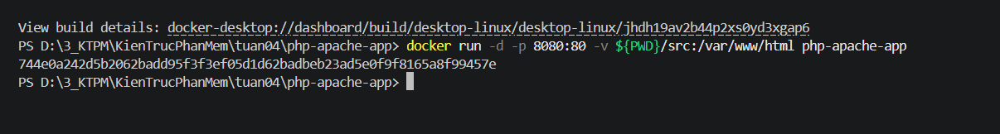 View build details: docker-desktop://dashboard/build/desktop-linux/desktop-linux/jhdh19av2b44p2xs0yd3xgap6
PS D:\3_KTPM\KienTrucPhanMem\tuan04\php-apache-app> docker run -d -p 8080:80 -v ${PWD}/src:/var/www/html php-apache-app
744e0a242d5b2062badd95f3f3ef05d1d62badbeb23ad5e0f9f8165a8f99457e
PS D:\3_KTPM\KienTrucPhanMem\tuan04\php-apache-app>